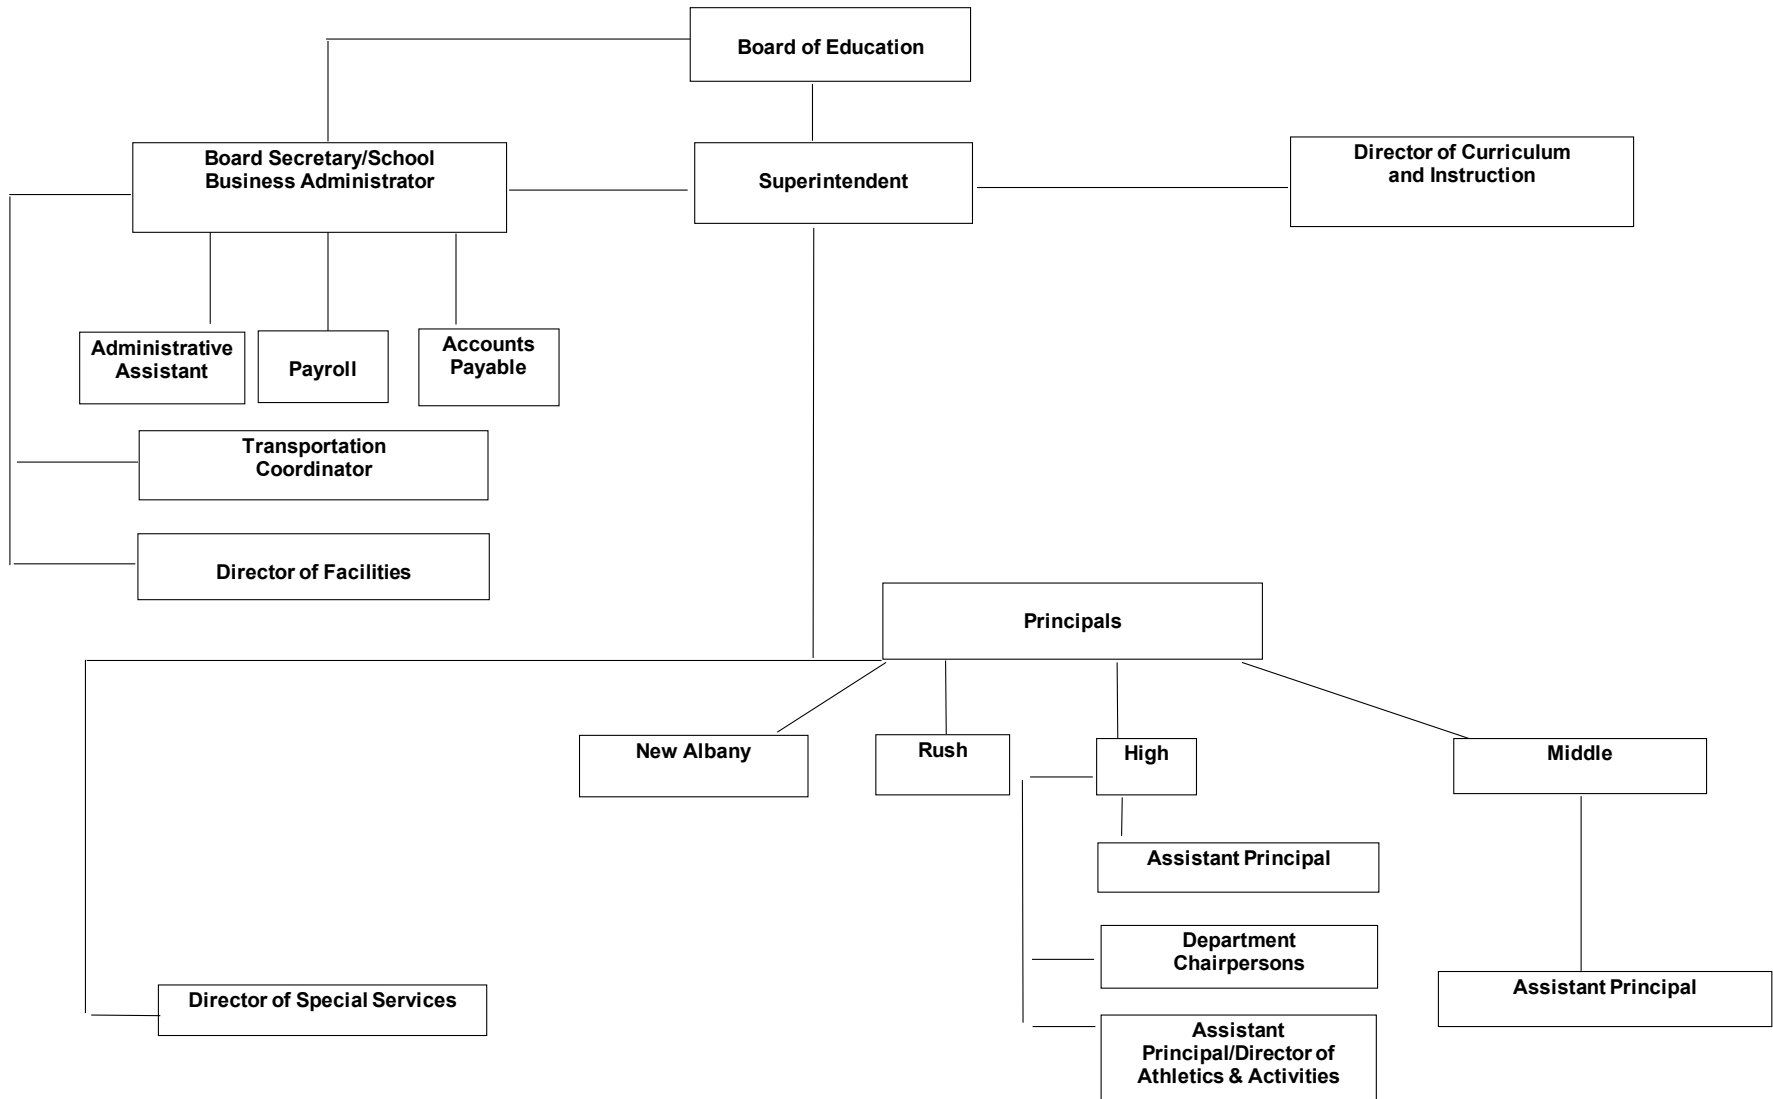 Board of Education
Board Secretary/School
Business Administrator
Superintendent
Director of Curriculum
and Instruction
Administrative
Assistant
Payroll
Accounts
Payable
Transportation
Coordinator
Director of Facilities
Principals
New Albany
Rush
High
Middle
Assistant Principal
Department
Chairpersons
Assistant Principal
Director of Special Services
Assistant
Principal/Director of
Athletics & Activities